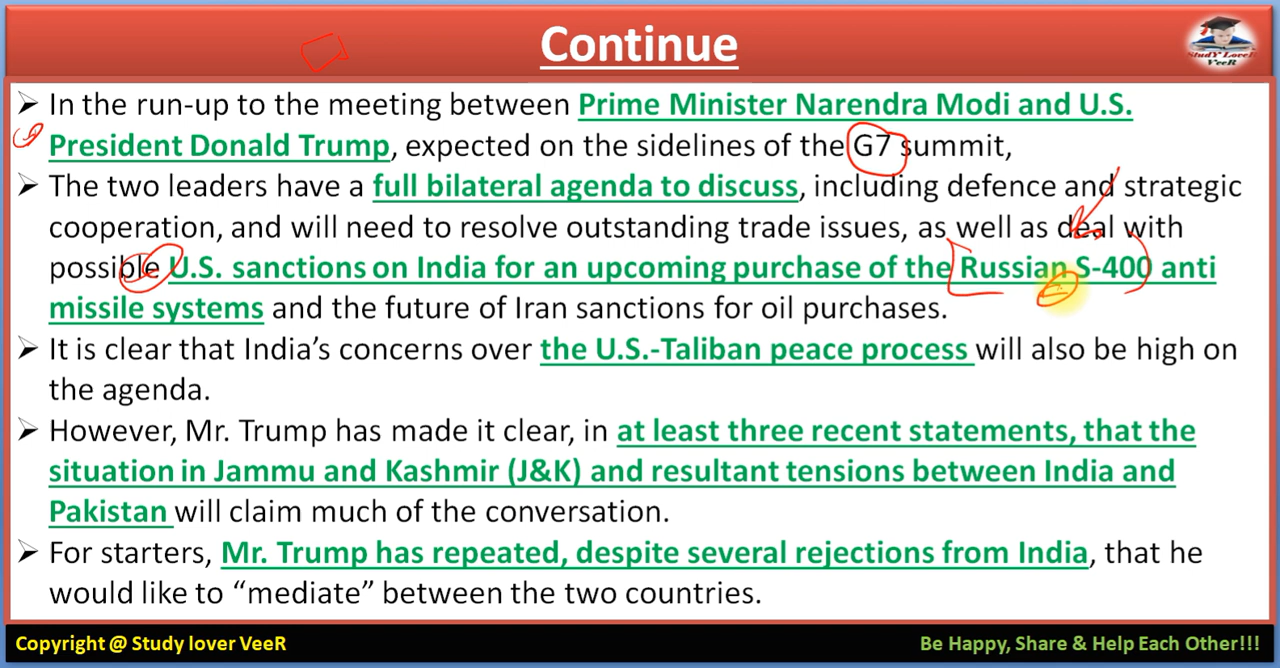 Continue
StudY LoveR
VeeR
➢ In the run-up to the meeting between Prime Minister Narendra Modi and U.S.
President Donald Trump, expected on the sidelines of the G7 summit,
➢ The two leaders have a full bilateral agenda to discuss, including defence and strategic
cooperation, and will need to resolve outstanding trade issues, as well as deal with
possible U.S. sanctions on India for an upcoming purchase of the Russian S-400 anti
missile systems and the future of Iran sanctions for oil purchases.
➢ It is clear that India’s concerns over the U.S.-Taliban peace process will also be high on
the agenda.
➢ However, Mr. Trump has made it clear, in at least three recent statements, that the
situation in Jammu and Kashmir (J&K) and resultant tensions between India and
Pakistan will claim much of the conversation.
➢ For starters, Mr. Trump has repeated, despite several rejections from India, that he
would like to “mediate” between the two countries.
Copyright @ Study lover VeeR
Be Happy, Share & Help Each Other!!!